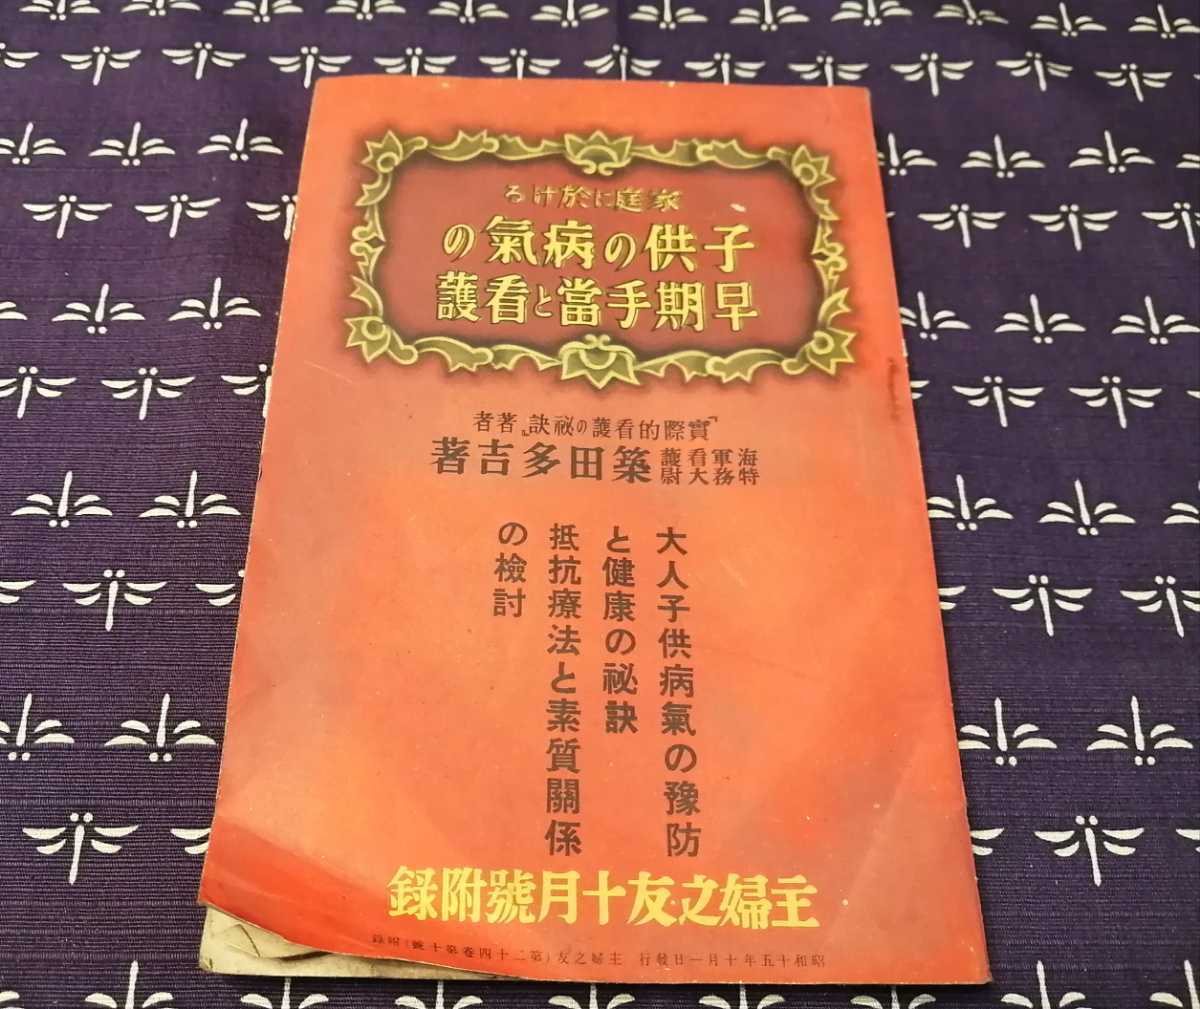 家庭に於ける
子供の病氣の
早期手當と看護
『實際的看護の祕訣』著者
海軍看護
特務大尉
築田多吉著
大人子供病氣の豫防
と健康の祕訣
抵抗療法と素質關係
の檢討
主婦之友十月號附錄
昭和十五年十月一日發行 主婦之友(第二十四卷第十號)附錄